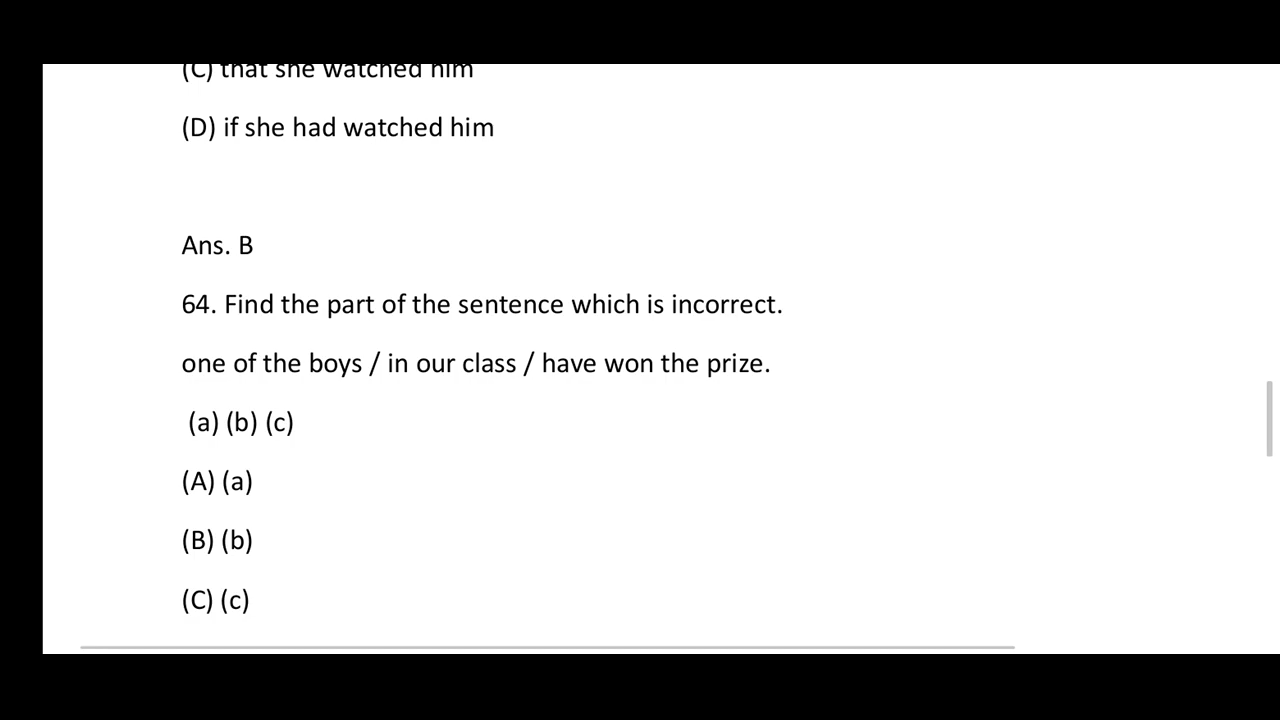 (C) that she watched him
(D) if she had watched him
Ans. B
64. Find the part of the sentence which is incorrect.
one of the boys / in our class / have won the prize.
(a) (b) (c)
(A) (a)
(B) (b)
(C) (c)